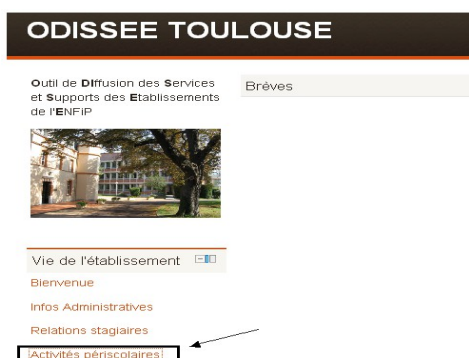 ODISSEE TOULOUSE
Outil de DIffusion des Services
et Supports des Etablissements
de l'ENFiP
Brèves
Vie de l'établissement
Bienvenue
Infos Administratives
Relations stagiaires
Activités périscolaires